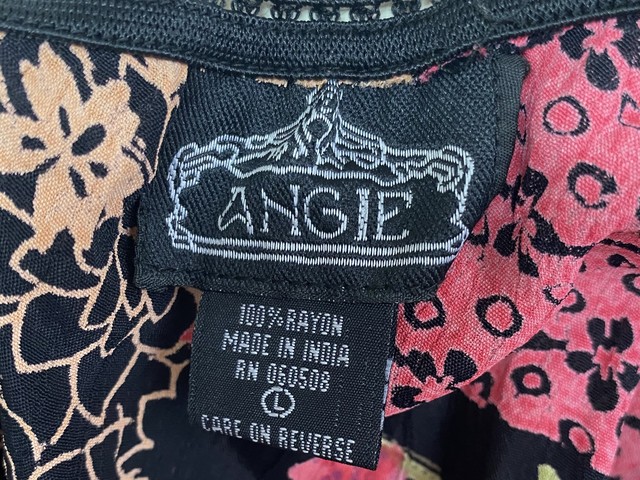 ANGIE
100% RAYON
MADE IN INDIA
RN 060508
L
CARE ON REVERSE